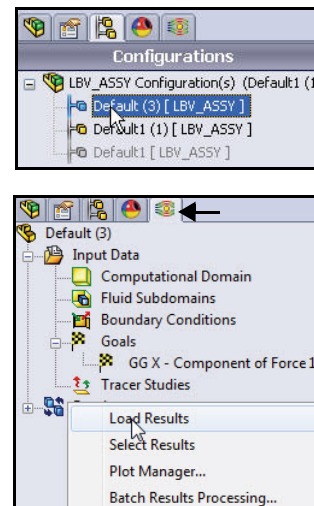 Configurations
LBV_ASSY Configuration(s) (Default1 (1
Default (3) [ LBV_ASSY ]
Default1 (1) [ LBV_ASSY ]
Default1 [ LBV_ASSY ]
Default (3)
Input Data
Computational Domain
Fluid Subdomains
Boundary Conditions
Goals
GG X - Component of Force 1
Tracer Studies
Load Results
Select Results
Plot Manager...
Batch Results Processing...